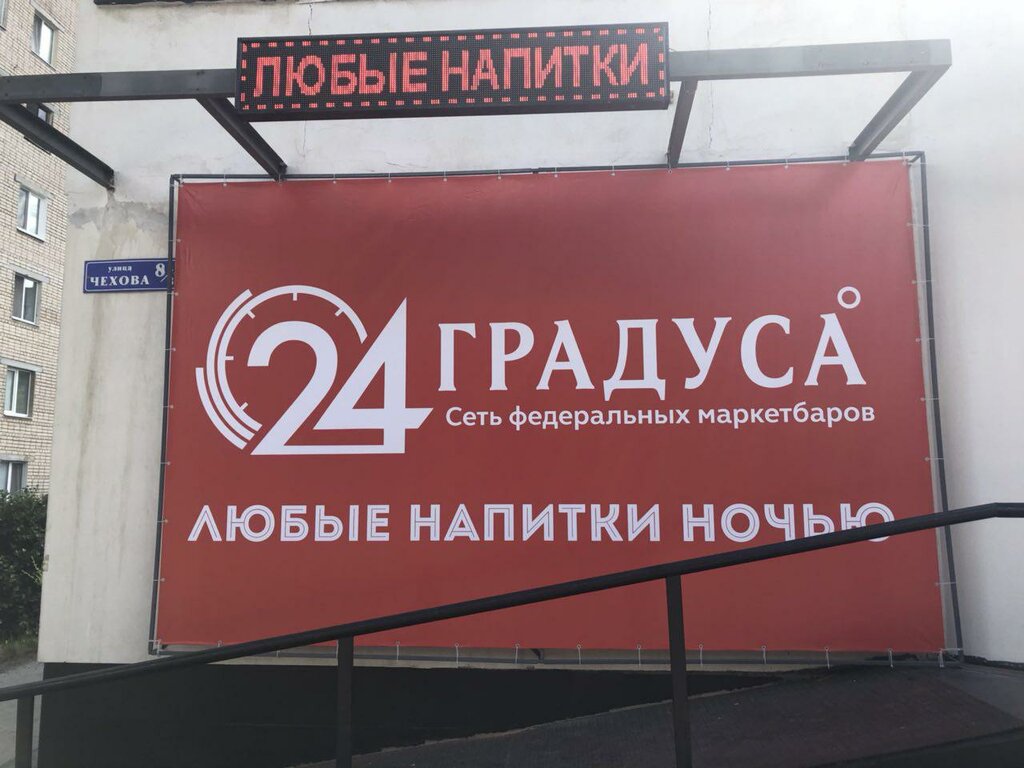 ЛЮБЫЕ НАПИТКИ
улица 8
ЧЕХОВА
24 ГРАДУСА°
Сеть федеральных маркетбаров
ЛЮБЫЕ НАПИТКИ НОЧЬЮ